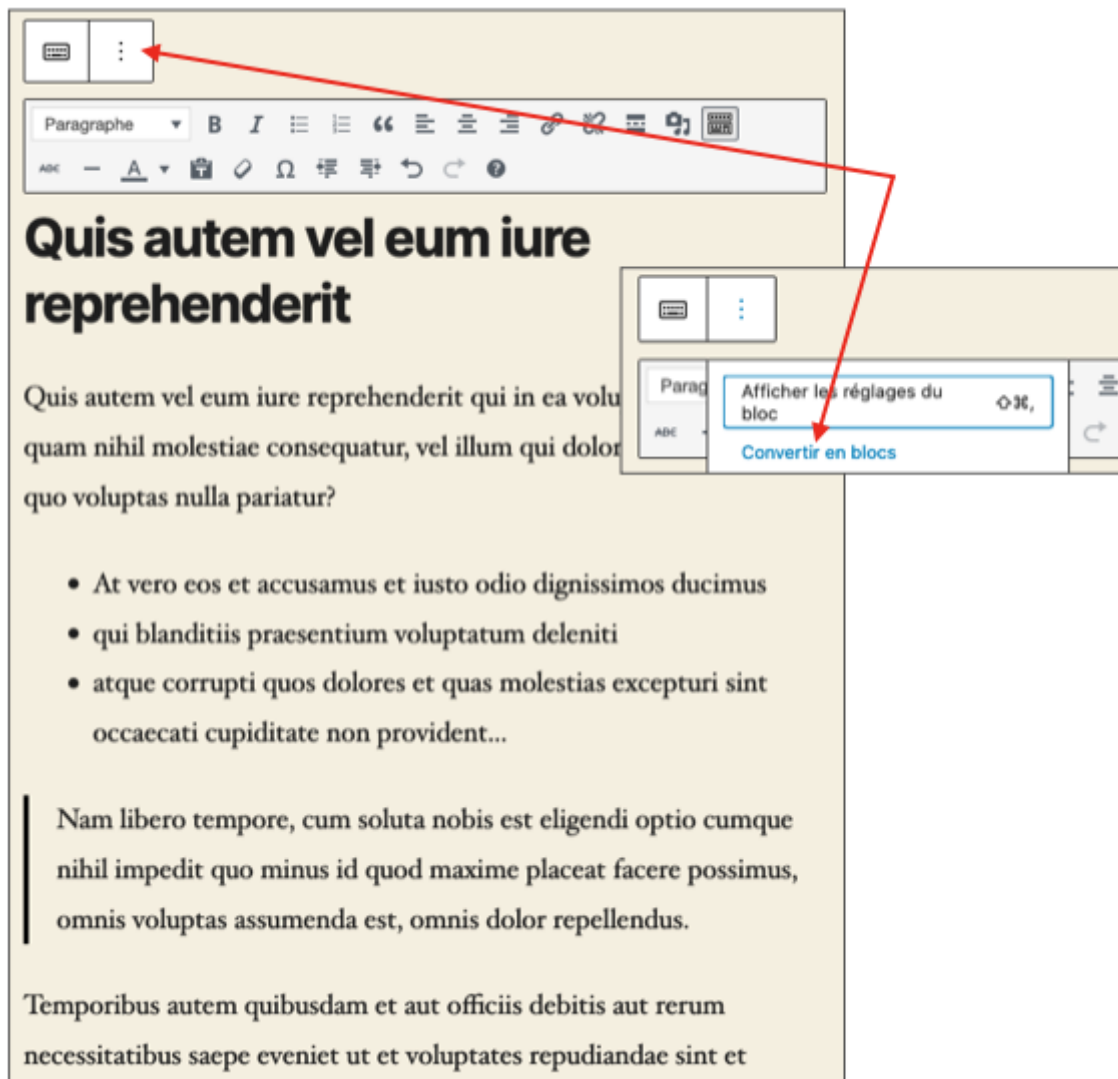 Paragraphe
B I
ABC A Ω
Quis autem vel eum iure
reprehenderit
Quis autem vel eum iure reprehenderit qui in ea volu
quam nihil molestiae consequatur, vel illum qui dolor
quo voluptas nulla pariatur?
• At vero eos et accusamus et iusto odio dignissimos ducimus
• qui blanditiis praesentium voluptatum deleniti
• atque corrupti quos dolores et quas molestias excepturi sint
occaecati cupiditate non provident...
Nam libero tempore, cum soluta nobis est eligendi optio cumque
nihil impedit quo minus id quod maxime placeat facere possimus,
omnis voluptas assumenda est, omnis dolor repellendus.
Temporibus autem quibusdam et aut officiis debitis aut rerum
necessitatibus saepe eveniet ut et voluptates repudiandae sint et
Parag
ABC
Afficher les réglages du
bloc ⇧⌘,
Convertir en blocs